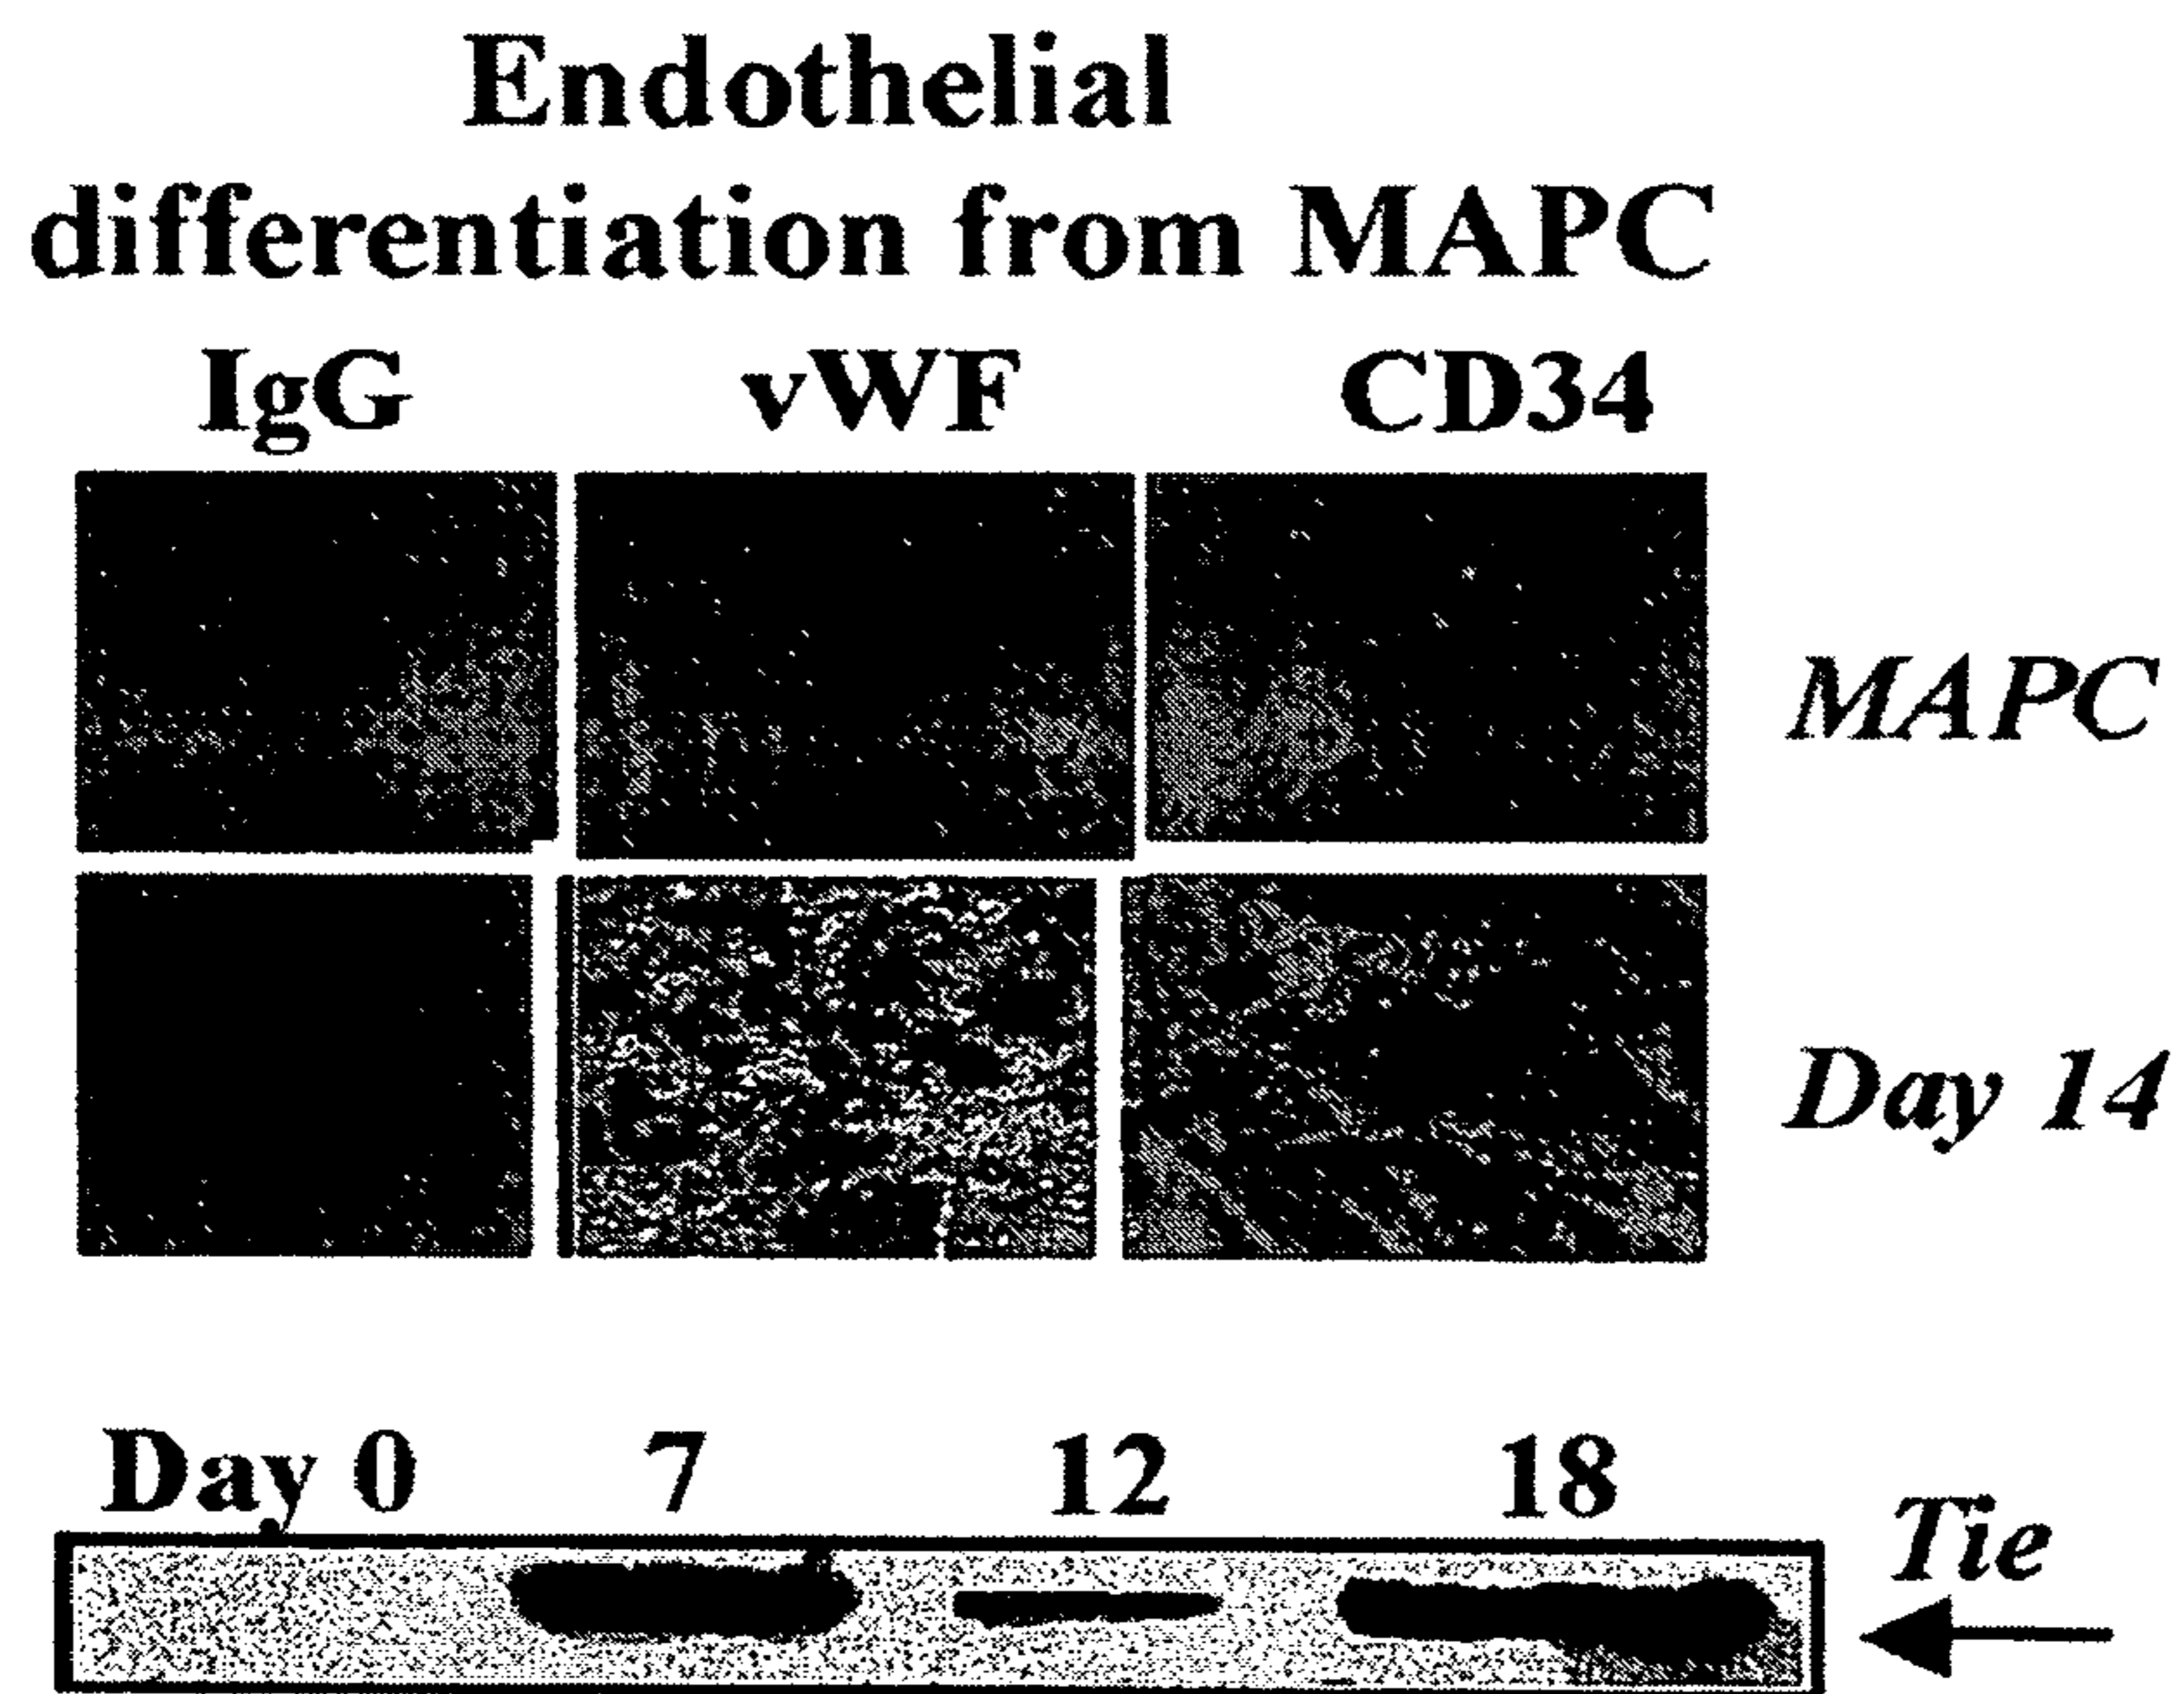 Endothelial
differentiation from MAPC
IgG vWF CD34
MAPC
Day 14
Day 0 7 12 18
Tie